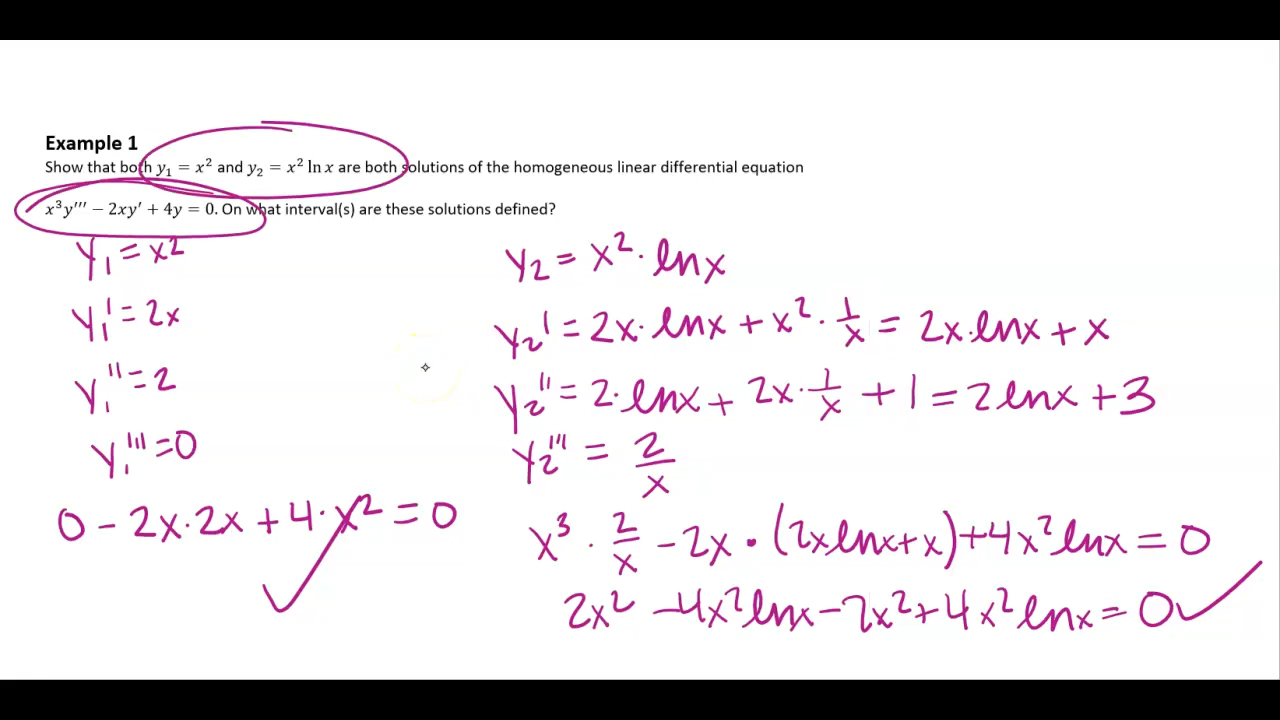 Example 1
Show that both y₁ = x² and y₂ = x² ln x are both solutions of the homogeneous linear differential equation
x³y′′′ − 2xy′ + 4y = 0. On what interval(s) are these solutions defined?
y₁ = x²
y₁' = 2x
y₁'' = 2
y₁''' = 0
0 − 2x·2x + 4·x² = 0
y₂ = x²·lnx
y₂' = 2x·lnx + x²·1/x = 2x·lnx + x
y₂'' = 2·lnx + 2x·1/x + 1 = 2lnx + 3
y₂''' = 2/x
x³·2/x − 2x•(2xlnx+x)+4x²lnx = 0
2x² −4x²lnx − 2x² + 4x²lnx = 0